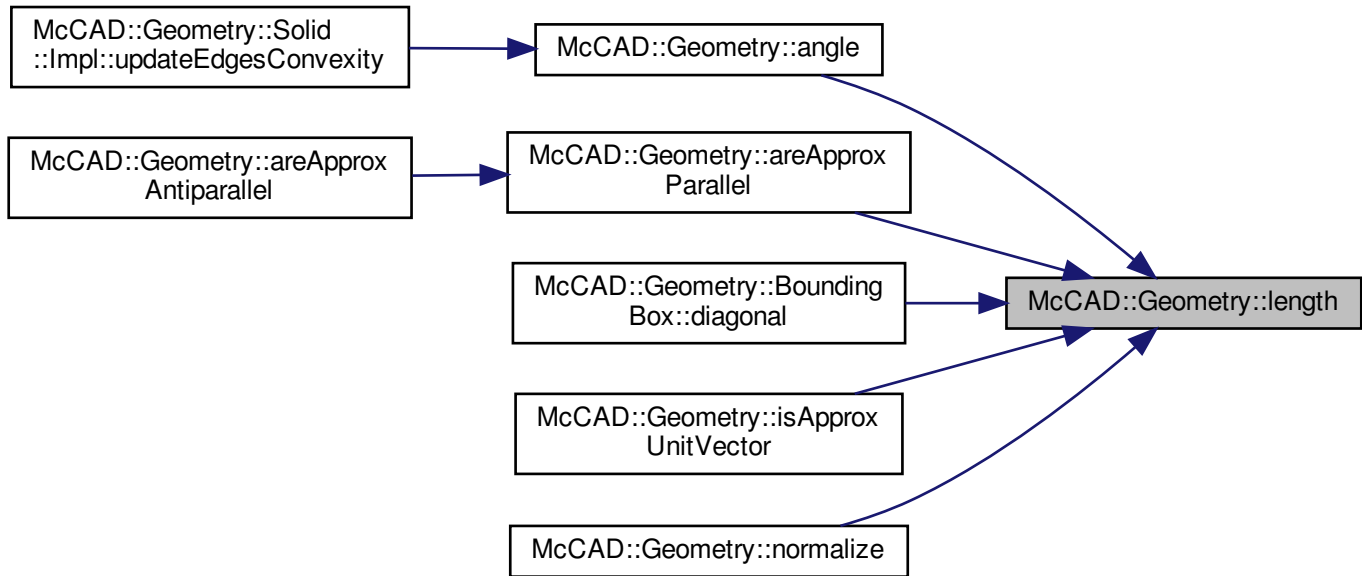 McCAD::Geometry::Solid
::Impl::updateEdgesConvexity
McCAD::Geometry::angle
McCAD::Geometry::areApprox
Antiparallel
McCAD::Geometry::areApprox
Parallel
McCAD::Geometry::Bounding
Box::diagonal
McCAD::Geometry::length
McCAD::Geometry::isApprox
UnitVector
McCAD::Geometry::normalize